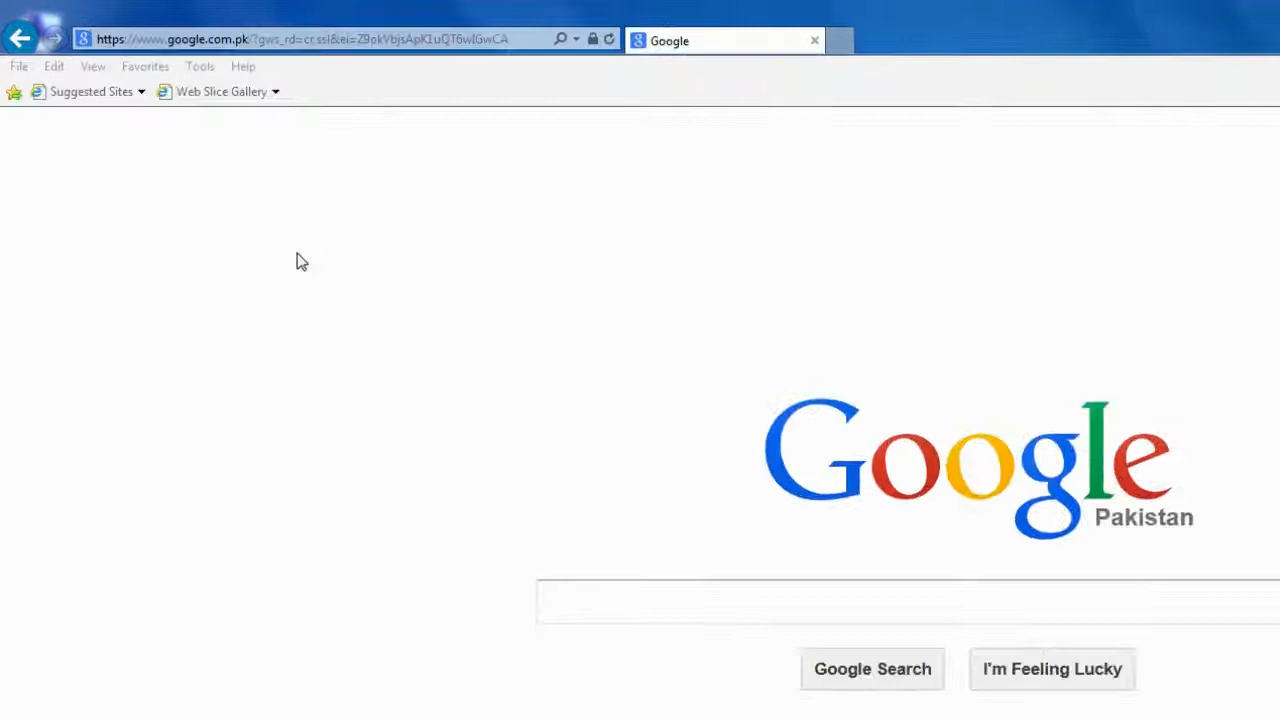 https://www.google.com.pk/?gws_rd=cr,ssl&ei=Z9pkVbjsApK1uQT6wIGwCA
Google
File Edit View Favorites Tools Help
Suggested Sites Web Slice Gallery
Google
Pakistan
Google Search I'm Feeling Lucky